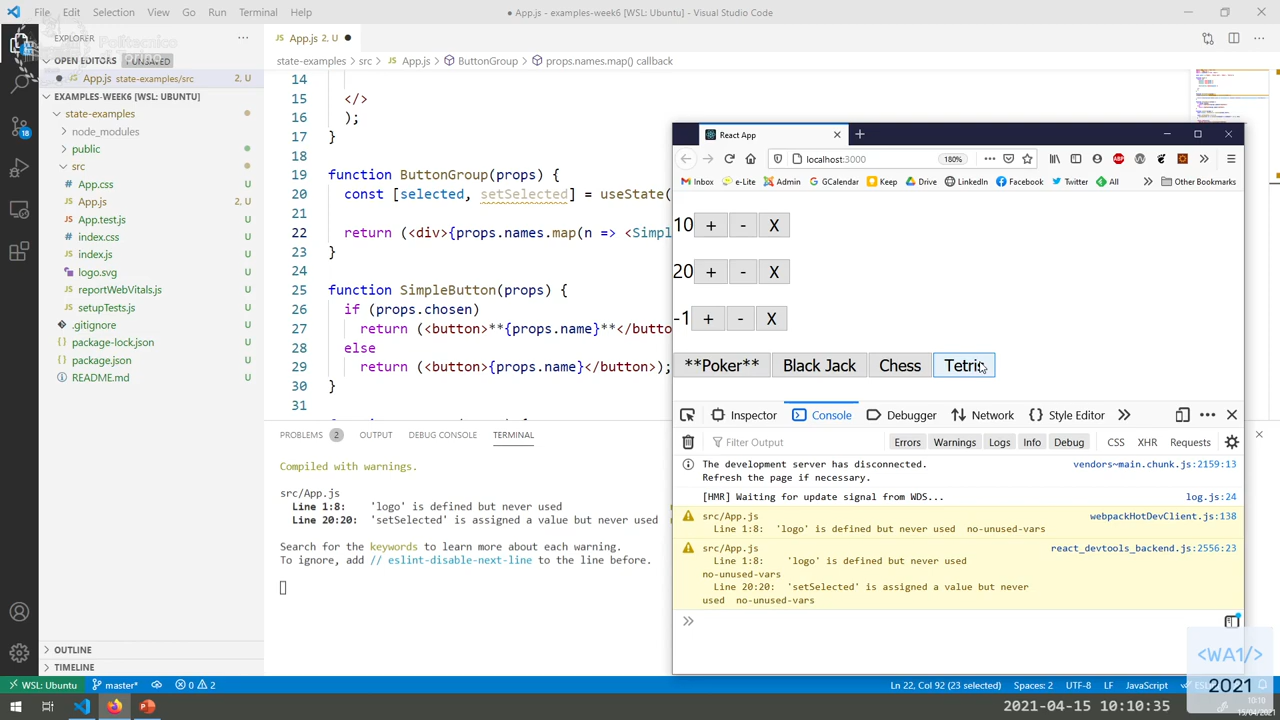 File Edit Selection View Go Run Terminal Help
● App.js - examples-week6 [WSL: Ubuntu] - Visual Studio Code
Politecnico
EXPLORER
OPEN EDITORS 1 UNSAVED
App.js state-examples/src 2, U
EXAMPLES-WEEK6 [WSL: UBUNTU]
state-examples
node_modules
public
src
App.css U
App.js 2, U
App.test.js U
index.css U
index.js U
logo.svg U
reportWebVitals.js U
setupTests.js U
.gitignore U
package-lock.json U
package.json U
README.md U
OUTLINE
TIMELINE
18
App.js 2, U ●
state-examples > src > App.js > ButtonGroup > props.names.map() callback
14
15 </>
16 );
17 }
18
19 function ButtonGroup(props) {
20 const [selected, setSelected] = useState(
21
22 return (<div>{props.names.map(n => <Simpl
23 }
24
25 function SimpleButton(props) {
26 if (props.chosen)
27 return (<button>**{props.name}**</butto
28 else
29 return (<button>{props.name}</button>);
30 }
31
PROBLEMS 2 OUTPUT DEBUG CONSOLE TERMINAL
Compiled with warnings.
src/App.js
Line 1:8: 'logo' is defined but never used
Line 20:20: 'setSelected' is assigned a value but never used
Search for the keywords to learn more about each warning.
To ignore, add // eslint-disable-next-line to the line before.
React App
localhost:3000 180%
Inbox e-Lite Admin GCalendar Keep Drive LinkedIn Facebook Twitter All Other Bookmarks
10 + - X
20 + - X
-1 + - X
**Poker** Black Jack Chess Tetris
Inspector Console Debugger Network Style Editor
Filter Output Errors Warnings Logs Info Debug CSS XHR Requests
The development server has disconnected. vendors~main.chunk.js:2159:13
Refresh the page if necessary.
[HMR] Waiting for update signal from WDS... log.js:24
src/App.js webpackHotDevClient.js:138
Line 1:8: 'logo' is defined but never used no-unused-vars
src/App.js react_devtools_backend.js:2556:23
Line 1:8: 'logo' is defined but never used
no-unused-vars
Line 20:20: 'setSelected' is assigned a value but never
used no-unused-vars
<WA1/>
2021
WSL: Ubuntu master* 0 2 Ln 22, Col 92 (23 selected) Spaces: 2 UTF-8 LF JavaScript
2021-04-15 10:10:35
10:10
15/04/2021